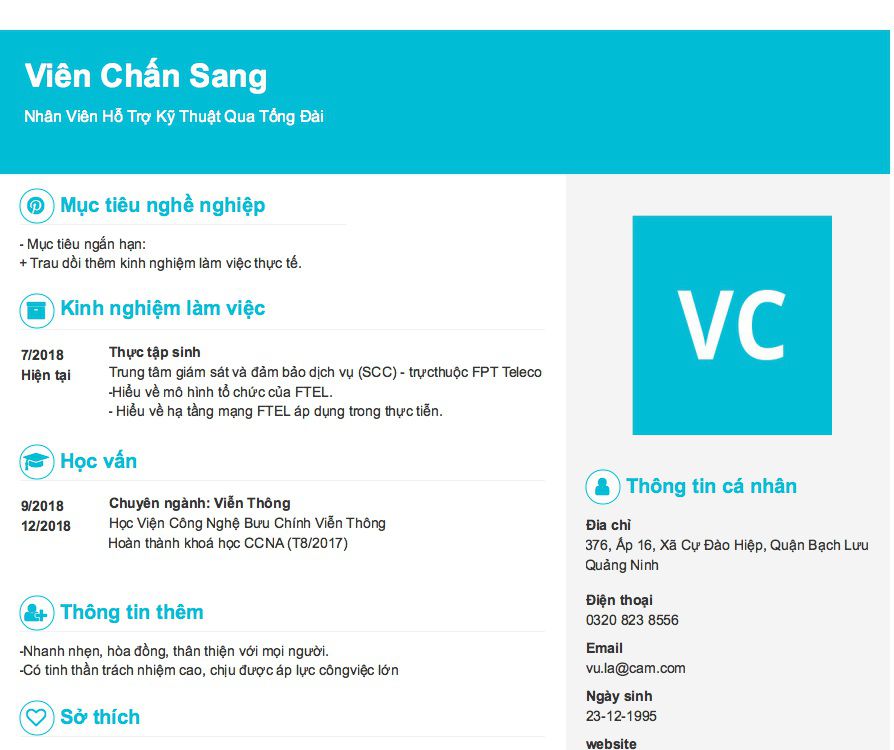 Viên Chấn Sang
Nhân Viên Hỗ Trợ Kỹ Thuật Qua Tổng Đài
Mục tiêu nghề nghiệp
- Mục tiêu ngắn hạn:
+ Trau dồi thêm kinh nghiệm làm việc thực tế.
Kinh nghiệm làm việc
7/2018
Hiện tại
Thực tập sinh
Trung tâm giám sát và đảm bảo dịch vụ (SCC) - trựcthuộc FPT Teleco
-Hiểu về mô hình tổ chức của FTEL.
- Hiểu về hạ tầng mạng FTEL áp dụng trong thực tiễn.
Học vấn
9/2018
12/2018
Chuyên ngành: Viễn Thông
Học Viện Công Nghệ Bưu Chính Viễn Thông
Hoàn thành khoá học CCNA (T8/2017)
Thông tin thêm
-Nhanh nhẹn, hòa đồng, thân thiện với mọi người.
-Có tinh thần trách nhiệm cao, chịu được áp lực côngviệc lớn
Sở thích
VC
Thông tin cá nhân
Địa chỉ
376, Ấp 16, Xã Cự Đào Hiệp, Quận Bạch Lưu
Quảng Ninh
Điện thoại
0320 823 8556
Email
vu.la@cam.com
Ngày sinh
23-12-1995
website